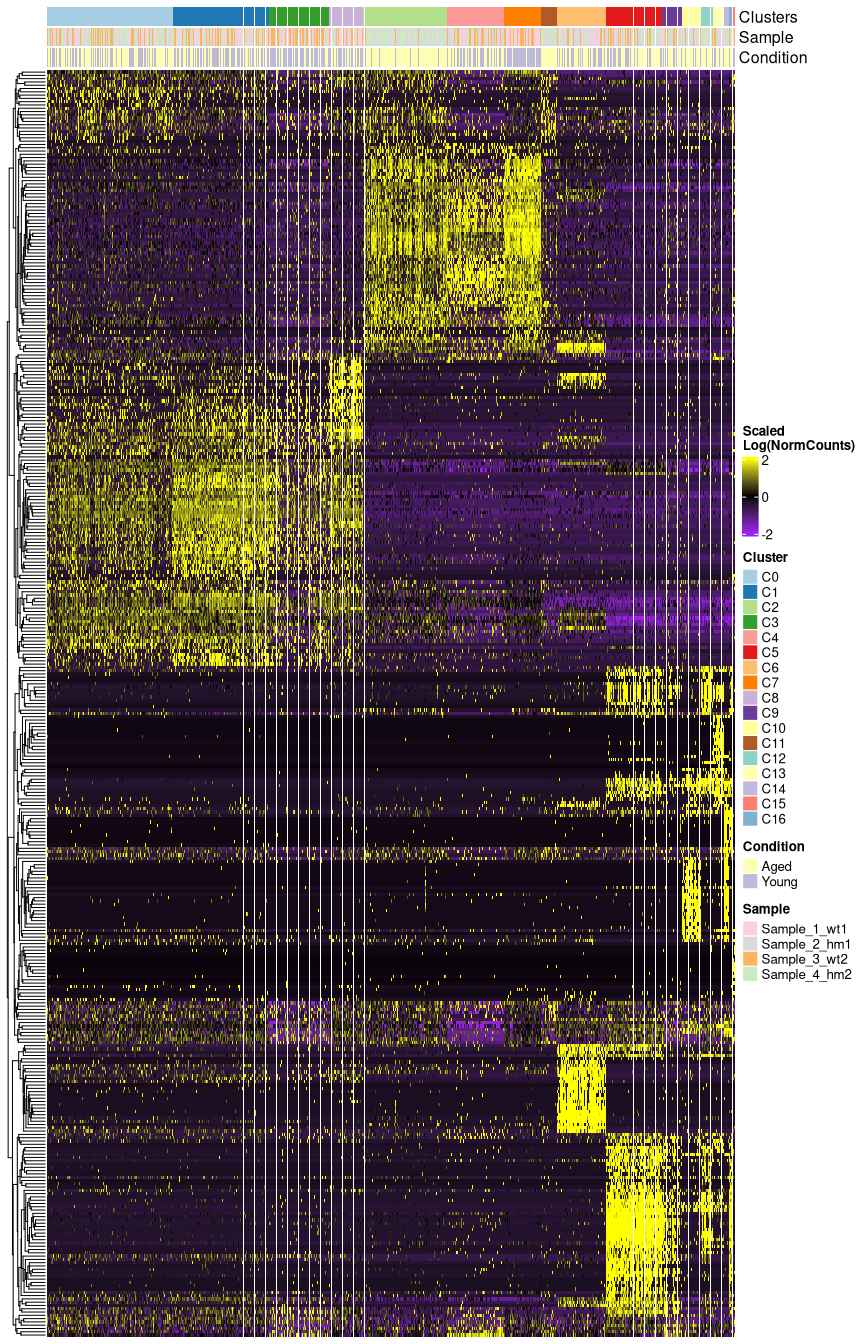 Clusters
Sample
Condition
Scaled
Log(NormCounts)
2
0
-2
Cluster
C0
C1
C2
C3
C4
C5
C6
C7
C8
C9
C10
C11
C12
C13
C14
C15
C16
Condition
Aged
Young
Sample
Sample_1_wt1
Sample_2_hm1
Sample_3_wt2
Sample_4_hm2